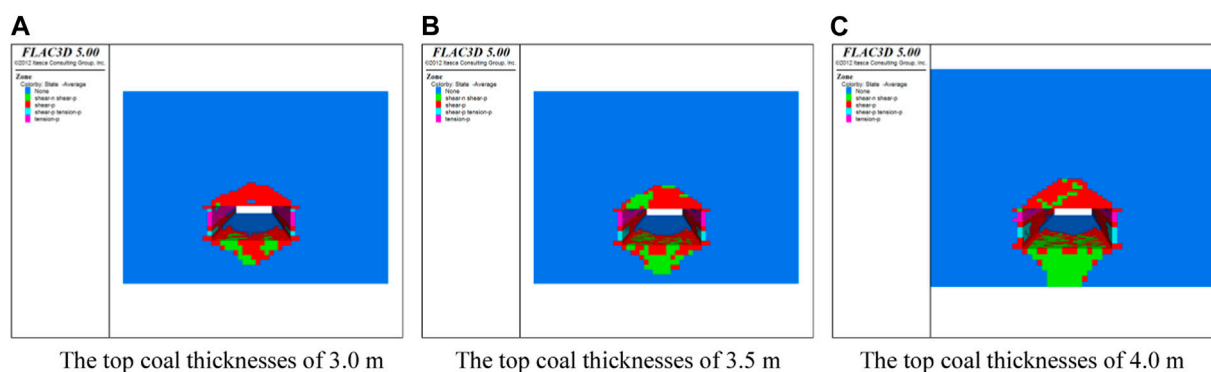 A
FLAC3D 5.00
©2012 Itasca Consulting Group, Inc.
Zone
Colorby: State -Average
None
shear-n shear-p
shear-p
shear-p tension-p
tension-p
The top coal thicknesses of 3.0 m
B
FLAC3D 5.00
©2012 Itasca Consulting Group, Inc.
Zone
Colorby: State -Average
None
shear-n shear-p
shear-p
shear-p tension-p
tension-p
The top coal thicknesses of 3.5 m
C
FLAC3D 5.00
©2012 Itasca Consulting Group, Inc.
Zone
Colorby: State -Average
None
shear-n shear-p
shear-p
shear-p tension-p
tension-p
The top coal thicknesses of 4.0 m